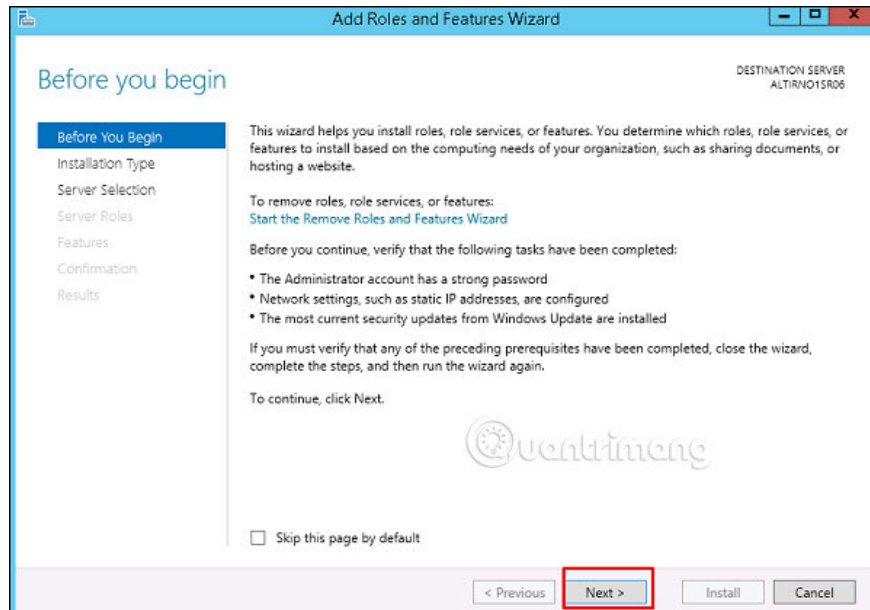 Add Roles and Features Wizard
Before you begin
DESTINATION SERVER
ALTIRNO1SR06
Before You Begin
Installation Type
Server Selection
Server Roles
Features
Confirmation
Results
This wizard helps you install roles, role services, or features. You determine which roles, role services, or
features to install based on the computing needs of your organization, such as sharing documents, or
hosting a website.
To remove roles, role services, or features:
Start the Remove Roles and Features Wizard
Before you continue, verify that the following tasks have been completed:
• The Administrator account has a strong password
• Network settings, such as static IP addresses, are configured
• The most current security updates from Windows Update are installed
If you must verify that any of the preceding prerequisites have been completed, close the wizard,
complete the steps, and then run the wizard again.
To continue, click Next.
Quantrimang
Skip this page by default
< Previous
Next >
Install
Cancel